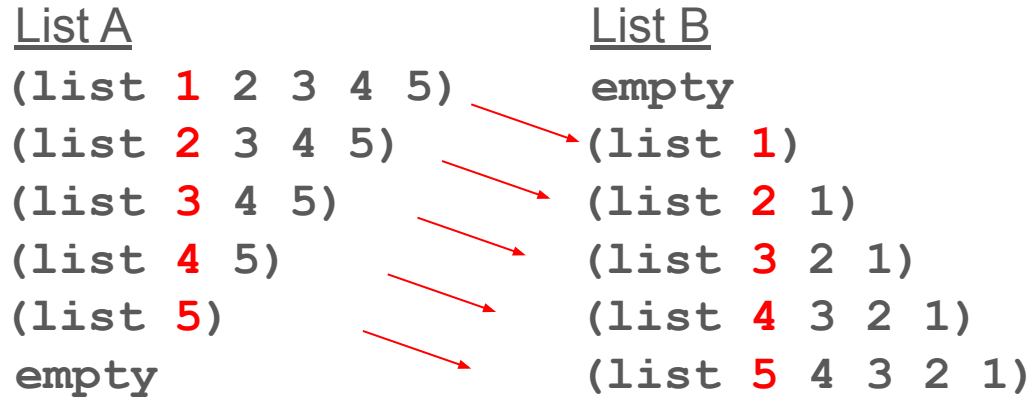 List A List B
(list 1 2 3 4 5) empty
(list 2 3 4 5) (list 1)
(list 3 4 5) (list 2 1)
(list 4 5) (list 3 2 1)
(list 5) (list 4 3 2 1)
empty (list 5 4 3 2 1)